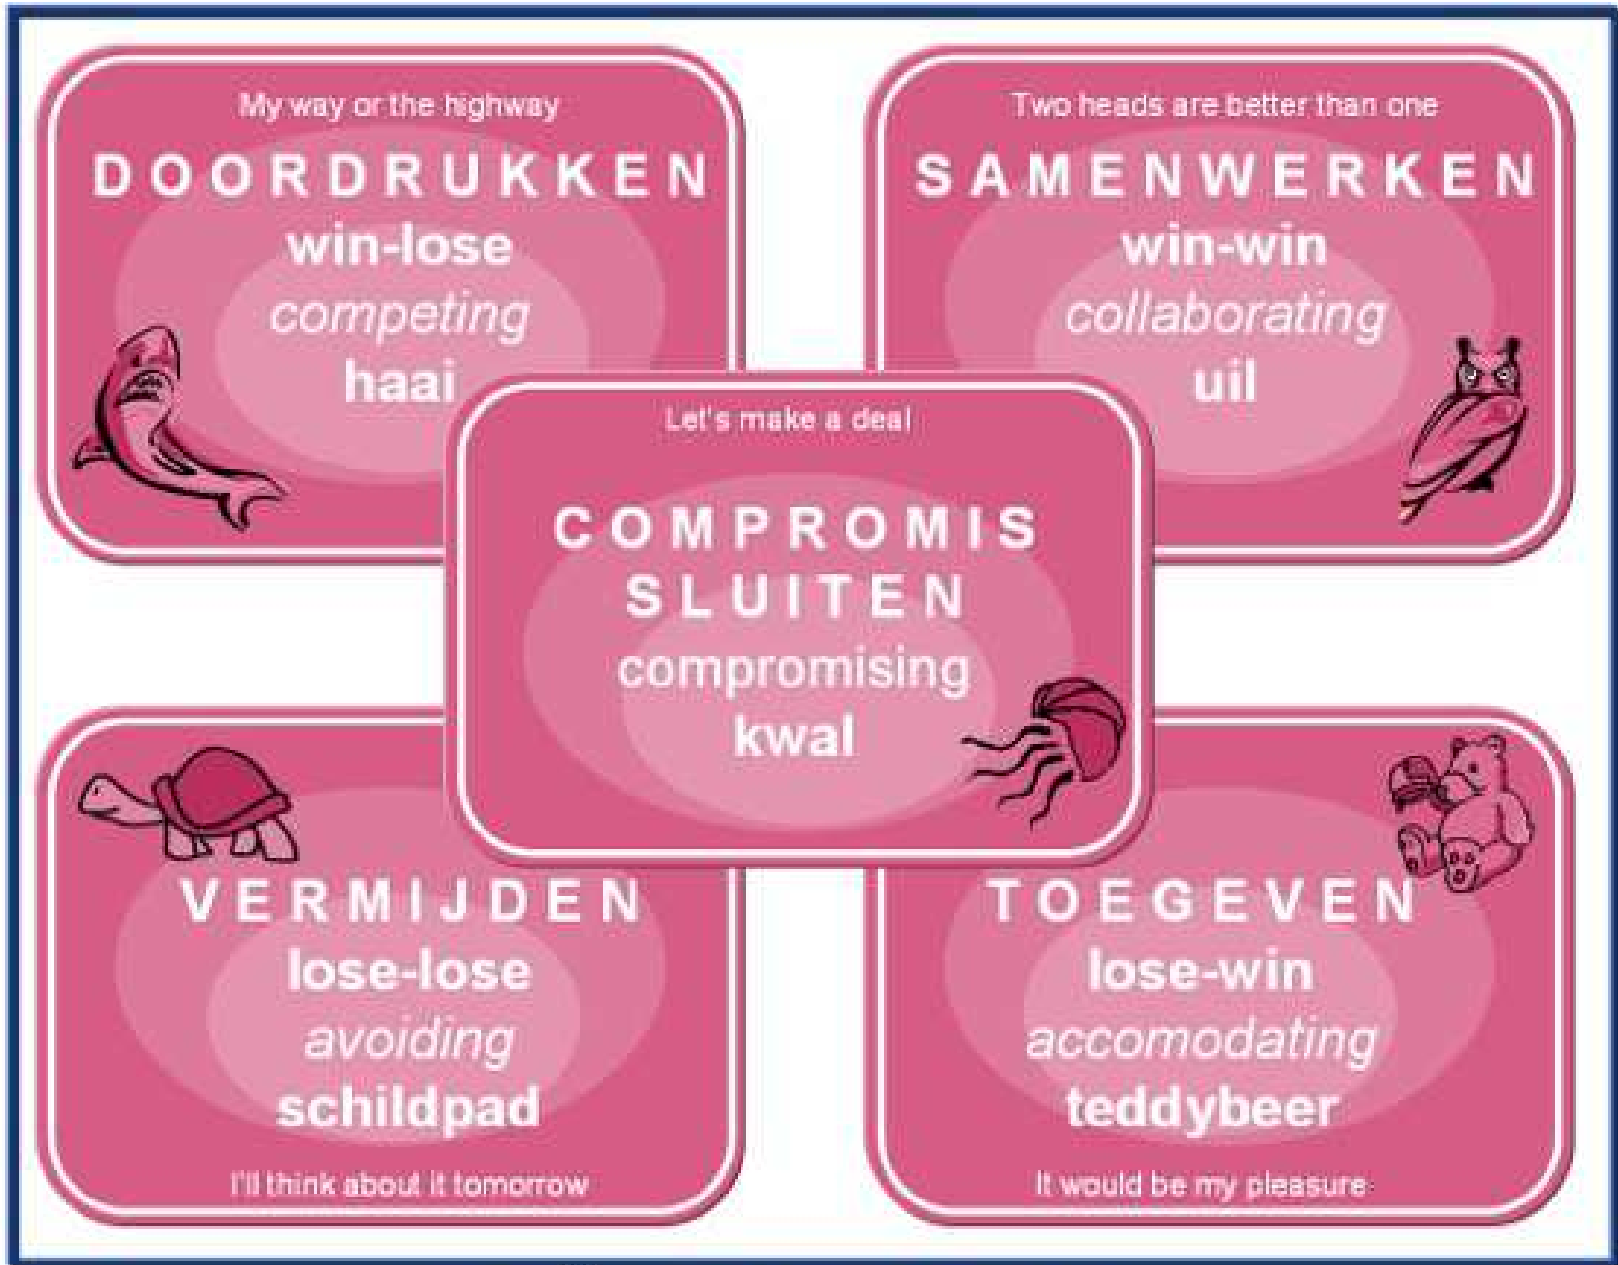 My way or the highway
DOORDRUKKEN
win-lose
competing
haai
Two heads are better than one
SAMENWERKEN
win-win
collaborating
uil
Let's make a deal
COMPROMIS
SLUITEN
compromising
kwal
VERMIJDEN
lose-lose
avoiding
schildpad
I'll think about it tomorrow
TOEGEVEN
lose-win
accomodating
teddybeer
It would be my pleasure